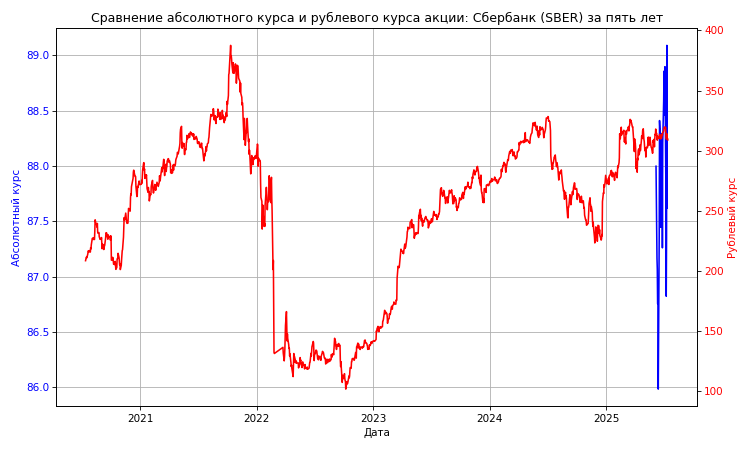 Сравнение абсолютного курса и рублевого курса акции: Сбербанк (SBER) за пять лет
89.0
88.5
88.0
87.5
87.0
86.5
86.0
Абсолютный курс
400
350
300
250
200
150
100
Рублевый курс
2021 2022 2023 2024 2025
Дата